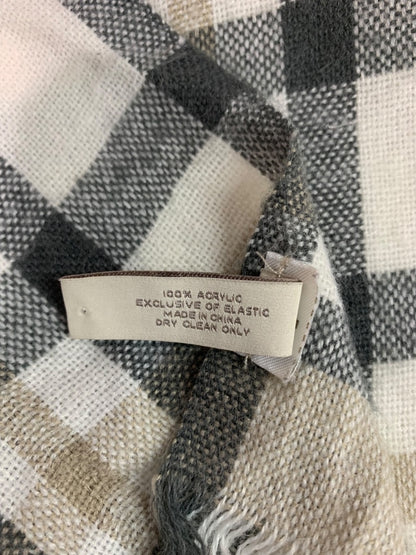 100% ACRYLIC
EXCLUSIVE OF ELASTIC
MADE IN CHINA
DRY CLEAN ONLY